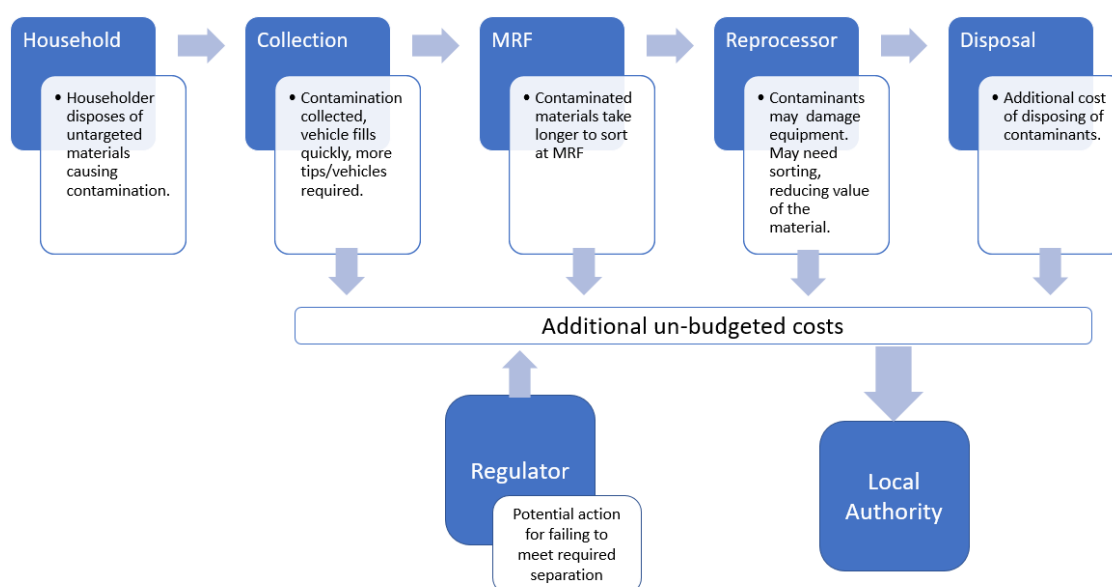 Household
• Householder
disposes of
untargeted
materials
causing
contamination.
Collection
• Contamination
collected,
vehicle fills
quickly, more
tips/vehicles
required.
MRF
• Contaminated
materials take
longer to sort
at MRF
Reprocessor
• Contaminants
may damage
equipment.
May need
sorting,
reducing value
of the
material.
Disposal
• Additional cost
of disposing of
contaminants.
Additional un-budgeted costs
Regulator
Potential action
for failing to
meet required
separation
Local
Authority